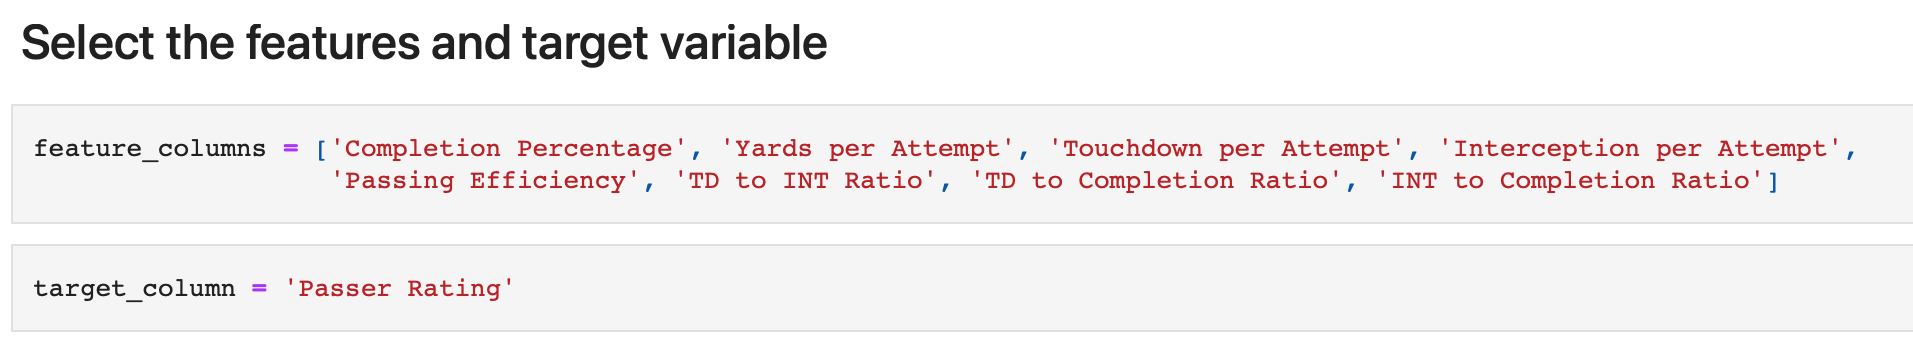 Select the features and target variable
feature_columns = ['Completion Percentage', 'Yards per Attempt', 'Touchdown per Attempt', 'Interception per Attempt',
'Passing Efficiency', 'TD to INT Ratio', 'TD to Completion Ratio', 'INT to Completion Ratio']
target_column = 'Passer Rating'